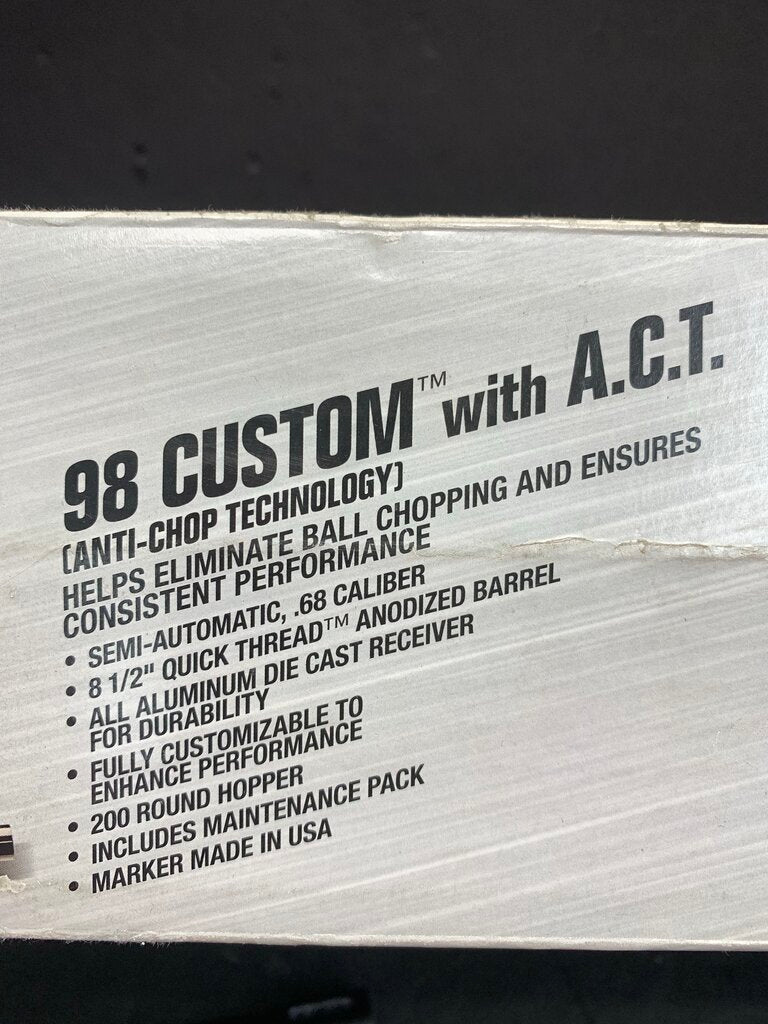 98 CUSTOM™ with A.C.T.
(ANTI-CHOP TECHNOLOGY)
HELPS ELIMINATE BALL CHOPPING AND ENSURES
CONSISTENT PERFORMANCE
• SEMI-AUTOMATIC, .68 CALIBER
• 8 1/2" QUICK THREAD™ ANODIZED BARREL
• ALL ALUMINUM DIE CAST RECEIVER
FOR DURABILITY
• FULLY CUSTOMIZABLE TO
ENHANCE PERFORMANCE
• 200 ROUND HOPPER
• INCLUDES MAINTENANCE PACK
• MARKER MADE IN USA